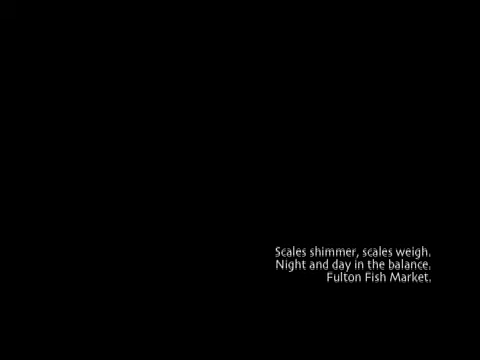 Scales shimmer, scales weigh.
Night and day in the balance.
Fulton Fish Market.